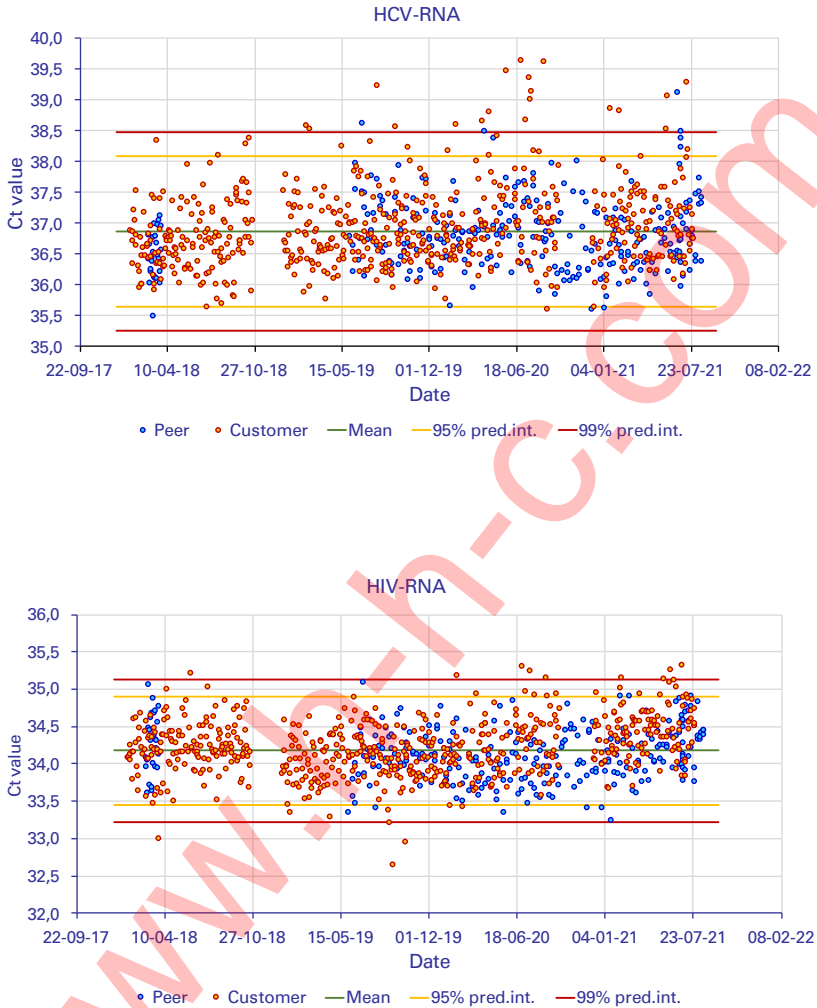 HCV-RNA
40,0
39,5
39,0
38,5
38,0
37,5
37,0
36,5
36,0
35,5
35,0
Ct value
22-09-17 10-04-18 27-10-18 15-05-19 01-12-19 18-06-20 04-01-21 23-07-21 08-02-22
Date
Peer Customer Mean 95% pred.int. 99% pred.int.
HIV-RNA
36,0
35,5
35,0
34,5
34,0
33,5
33,0
32,5
32,0
Ct value
22-09-17 10-04-18 27-10-18 15-05-19 01-12-19 18-06-20 04-01-21 23-07-21 08-02-22
Date
Peer Customer Mean 95% pred.int. 99% pred.int.
www.h-h-c.com